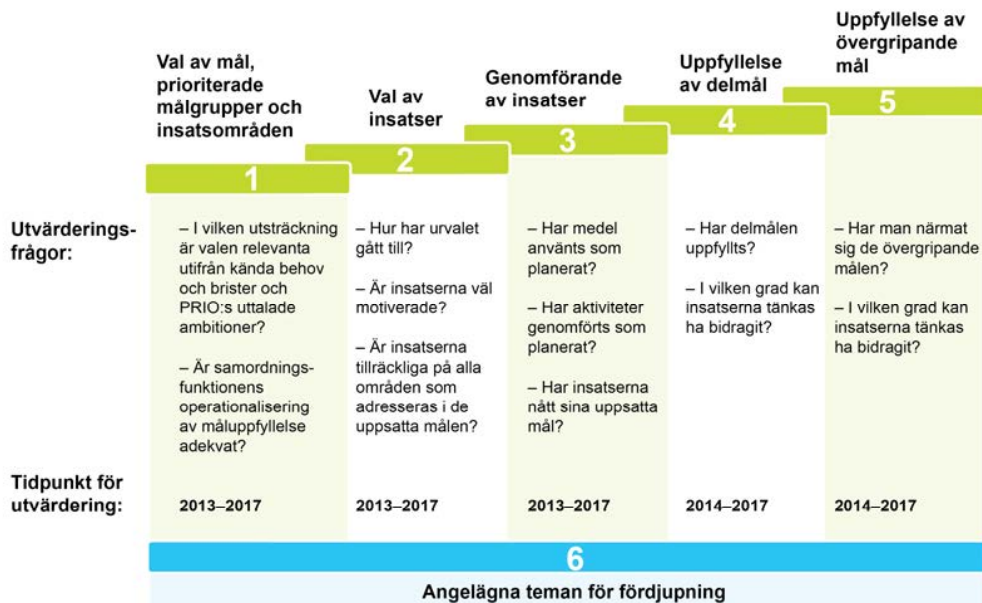 Val av mål,
prioriterade
målgrupper och
insatsområden
1
Val av
insatser
2
Genomförande
av insatser
3
Uppfyllelse
av delmål
4
Uppfyllelse av
övergripande
mål
5
Utvärderings-
frågor:
– I vilken utsträckning
är valen relevanta
utifrån kända behov
och brister och
PRIO:s uttalade
ambitioner?
– Är samordnings-
funktionens
operationalisering
av måluppfyllelse
adekvat?
– Hur har urvalet
gått till?
– Är insatserna väl
motiverade?
– Är insatserna
tillräckliga på alla
områden som
adresseras i de
uppsatta målen?
– Har medel
använts som
planerat?
– Har aktiviteter
genomförts som
planerat?
– Har insatserna
nått sina uppsatta
mål?
– Har delmålen
uppfyllts?
– I vilken grad kan
insatserna tänkas
ha bidragit?
– Har man närmat
sig de övergripande
målen?
– I vilken grad kan
insatserna tänkas
ha bidragit?
Tidpunkt för
utvärdering:
2013–2017
2013–2017
2013–2017
2014–2017
2014–2017
6
Angelägna teman för fördjupning